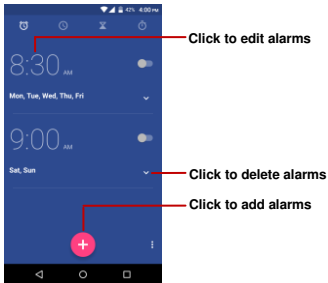 42% 4:00 PM
Click to edit alarms
8:30 AM
Mon, Tue, Wed, Thu, Fri
9:00 AM
Sat, Sun
Click to delete alarms
Click to add alarms